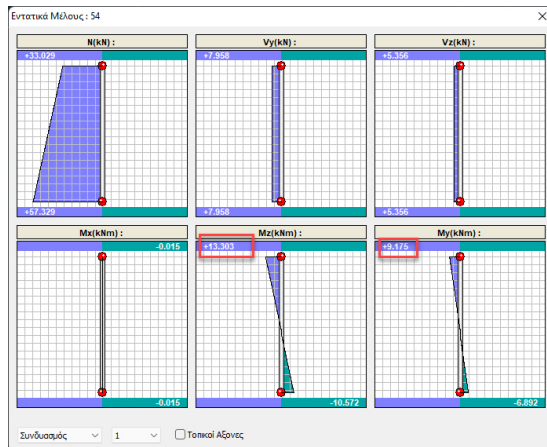 Εντατικά Μέλους : 54
N(kN) :
Vy(kN) :
Vz(kN) :
+33.029
+7.958
+5.356
+57.329
+7.958
+5.356
Mx(kNm) :
Mz(kNm) :
My(kNm) :
-0.015
+13.303
+9.175
-0.015
-10.572
-6.892
Συνδυασμός
1
Τοπικοί Αξονες